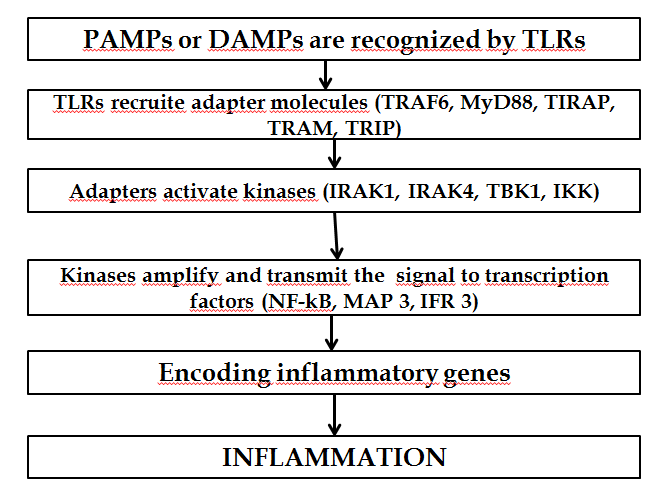 PAMPs or DAMPs are recognized by TLRs
TLRs recruite adapter molecules (TRAF6, MyD88, TIRAP,
TRAM, TRIP)
Adapters activate kinases (IRAK1, IRAK4, TBK1, IKK)
Kinases amplify and transmit the signal to transcription
factors (NF-kB, MAP 3, IFR 3)
Encoding inflammatory genes
INFLAMMATION